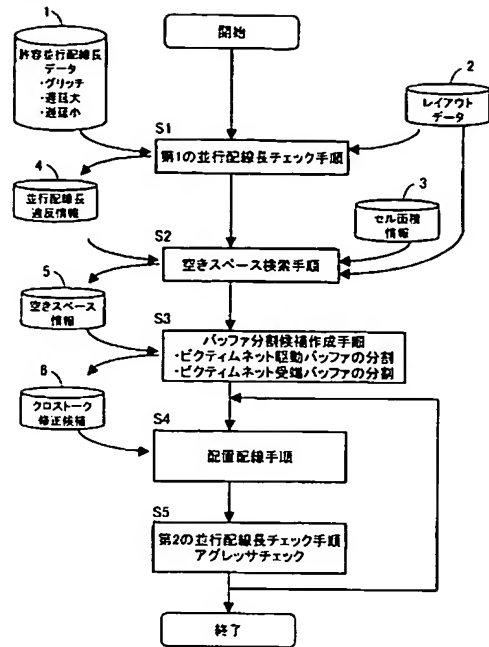 1
許容並行配線長
データ
・グリッチ
・遅延大
・遅延小
開始
2
レイアウト
データ
S1
第1の並行配線長チェック手順
4
並行配線長
違反情報
3
セル面積
情報
S2
空きスペース検索手順
5
空きスペース
情報
S3
バッファ分割候補作成手順
・ビクティムネット駆動バッファの分割
・ビクティムネット受端バッファの分割
6
クロストーク
修正候補
S4
配置配線手順
S5
第2の並行配線長チェック手順
アグレッサチェック
終了